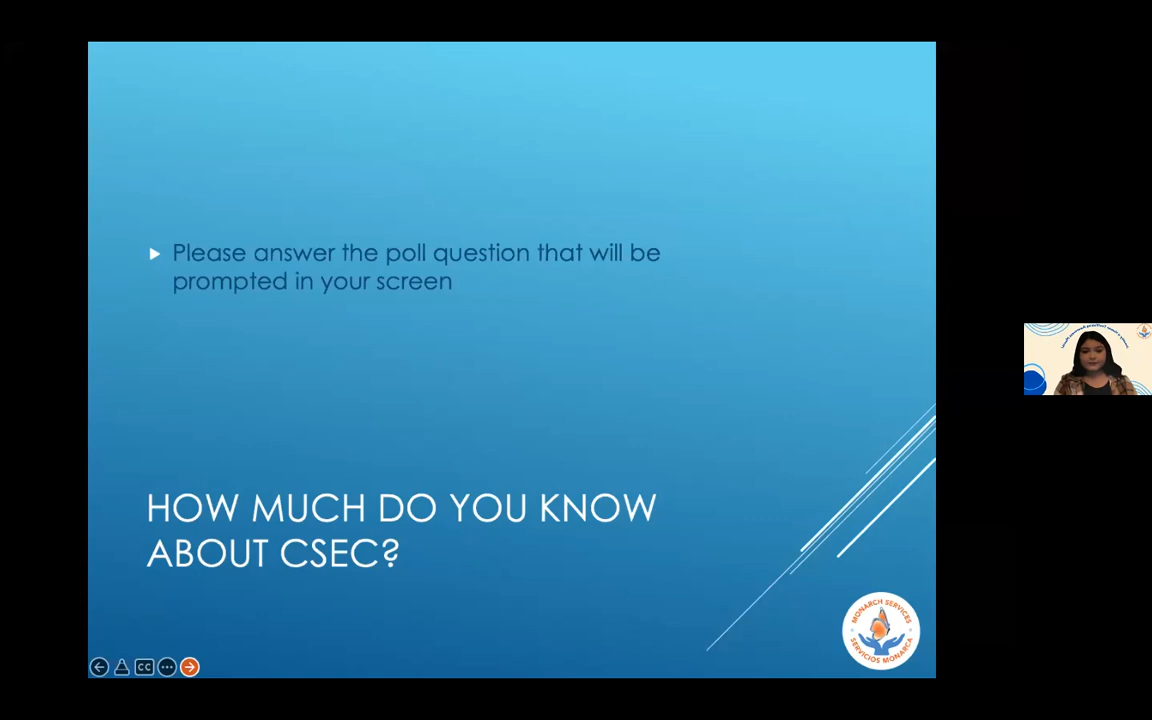 Please answer the poll question that will be
prompted in your screen
HOW MUCH DO YOU KNOW
ABOUT CSEC?
MONARCH SERVICES
SERVICIOS MONARCA
CC